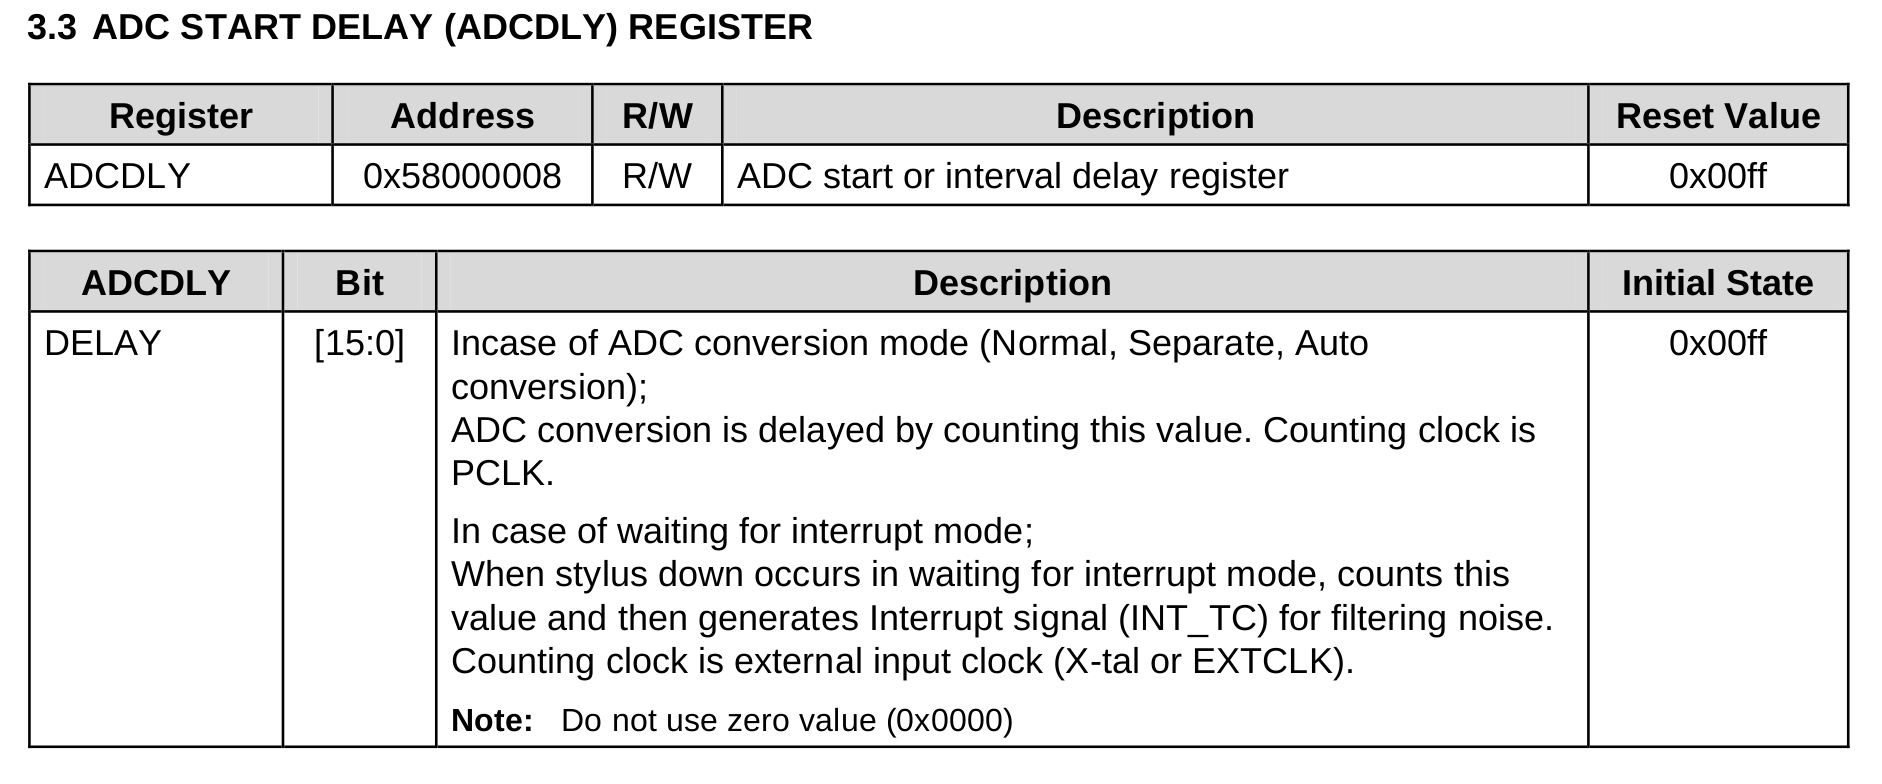 3.3 ADC START DELAY (ADCDLY) REGISTER
Register Address R/W Description Reset Value
ADCDLY 0x58000008 R/W ADC start or interval delay register 0x00ff
ADCDLY Bit Description Initial State
DELAY [15:0] Incase of ADC conversion mode (Normal, Separate, Auto 0x00ff
conversion);
ADC conversion is delayed by counting this value. Counting clock is
PCLK.
In case of waiting for interrupt mode;
When stylus down occurs in waiting for interrupt mode, counts this
value and then generates Interrupt signal (INT_TC) for filtering noise.
Counting clock is external input clock (X-tal or EXTCLK).
Note: Do not use zero value (0x0000)